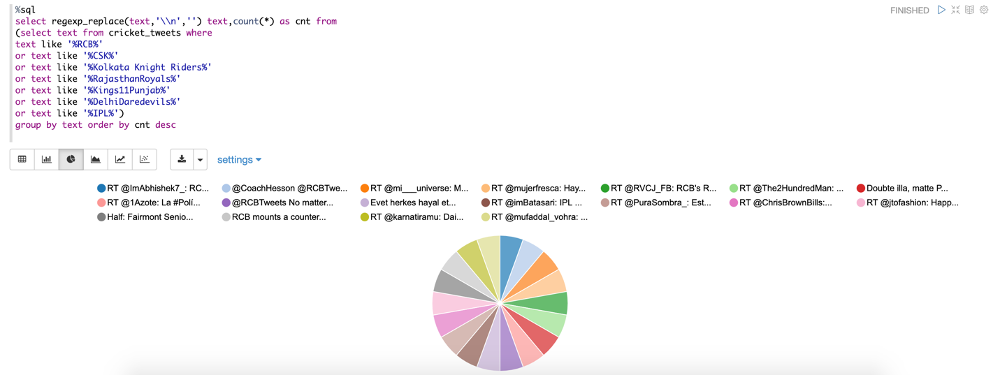 %sql
select regexp_replace(text,'\\n','') text,count(*) as cnt from
(select text from cricket_tweets where
text like '%RCB%'
or text like '%CSK%'
or text like '%Kolkata Knight Riders%'
or text like '%RajasthanRoyals%'
or text like '%Kings11Punjab%'
or text like '%DelhiDaredevils%'
or text like '%IPL%')
group by text order by cnt desc
FINISHED
settings
RT @ImAbhishek7_: RC... @CoachHesson @RCBTwe... RT @mi___universe: M... RT @mujerfresca: Hay... RT @RVCJ_FB: RCB's R... RT @The2HundredMan: ... Doubte illa, matte P...
RT @1Azote: La #Polí... @RCBTweets No matter... Evet herkes hayal et... RT @imBatasari: IPL ... RT @PuraSombra_: Est... RT @ChrisBrownBills:... RT @jtofashion: Happ...
Half: Fairmont Senio... RCB mounts a counter... RT @karnatiramu: Dai... RT @mufaddal_vohra: ...